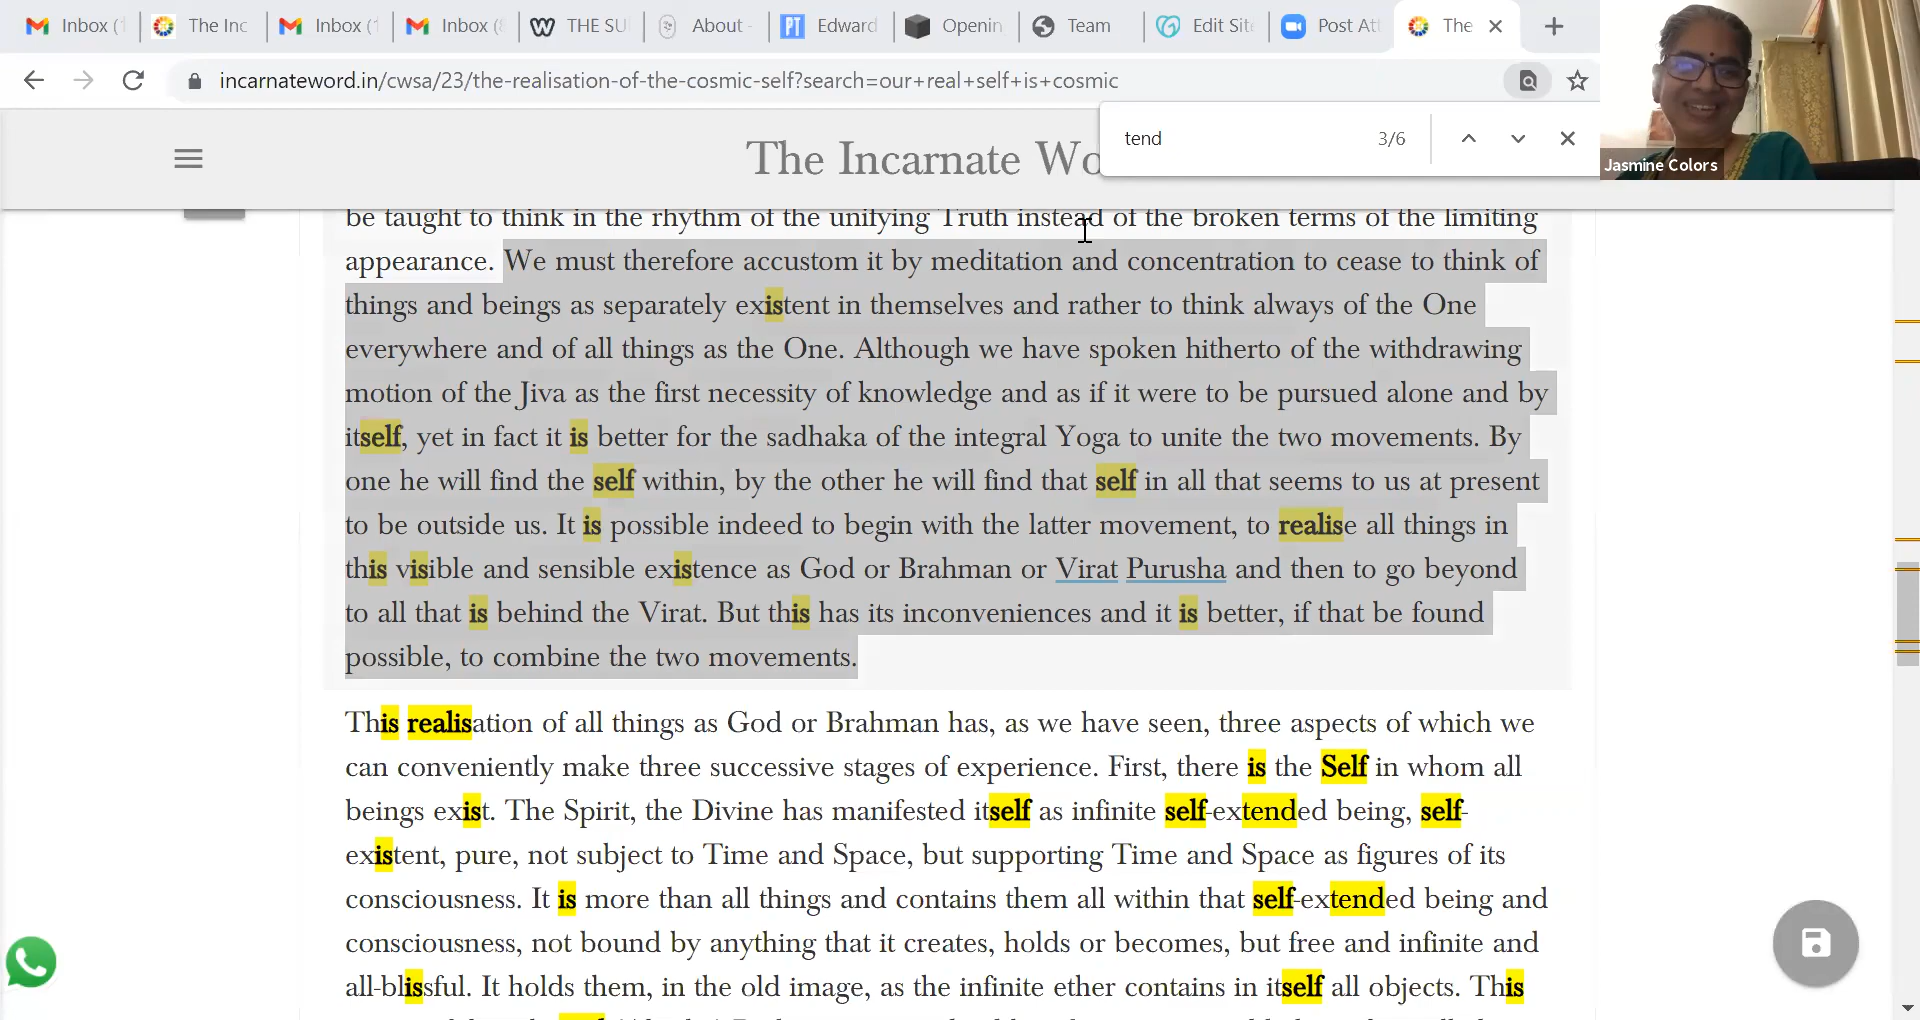 Inbox (1
The Inc
Inbox (1
Inbox (8
THE SU
About -
Edward
Openin
Team
Edit Site
Post Att
The
incarnateword.in/cwsa/23/the-realisation-of-the-cosmic-self?search=our+real+self+is+cosmic
tend 3/6
Jasmine Colors
The Incarnate Wo
be taught to think in the rhythm of the unifying Truth instead of the broken terms of the limiting
appearance. We must therefore accustom it by meditation and concentration to cease to think of
things and beings as separately existent in themselves and rather to think always of the One
everywhere and of all things as the One. Although we have spoken hitherto of the withdrawing
motion of the Jiva as the first necessity of knowledge and as if it were to be pursued alone and by
itself, yet in fact it is better for the sadhaka of the integral Yoga to unite the two movements. By
one he will find the self within, by the other he will find that self in all that seems to us at present
to be outside us. It is possible indeed to begin with the latter movement, to realise all things in
this visible and sensible existence as God or Brahman or Virat Purusha and then to go beyond
to all that is behind the Virat. But this has its inconveniences and it is better, if that be found
possible, to combine the two movements.
This realisation of all things as God or Brahman has, as we have seen, three aspects of which we
can conveniently make three successive stages of experience. First, there is the Self in whom all
beings exist. The Spirit, the Divine has manifested itself as infinite self-extended being, self-
existent, pure, not subject to Time and Space, but supporting Time and Space as figures of its
consciousness. It is more than all things and contains them all within that self-extended being and
consciousness, not bound by anything that it creates, holds or becomes, but free and infinite and
all-blissful. It holds them, in the old image, as the infinite ether contains in itself all objects. This